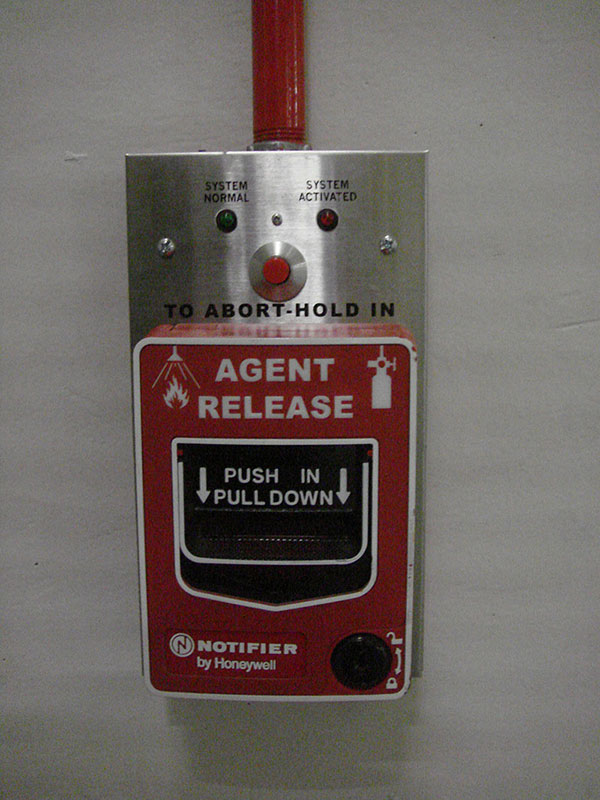 SYSTEM
NORMAL
SYSTEM
ACTIVATED
TO ABORT-HOLD IN
AGENT
RELEASE
PUSH IN
PULL DOWN
N NOTIFIER
by Honeywell